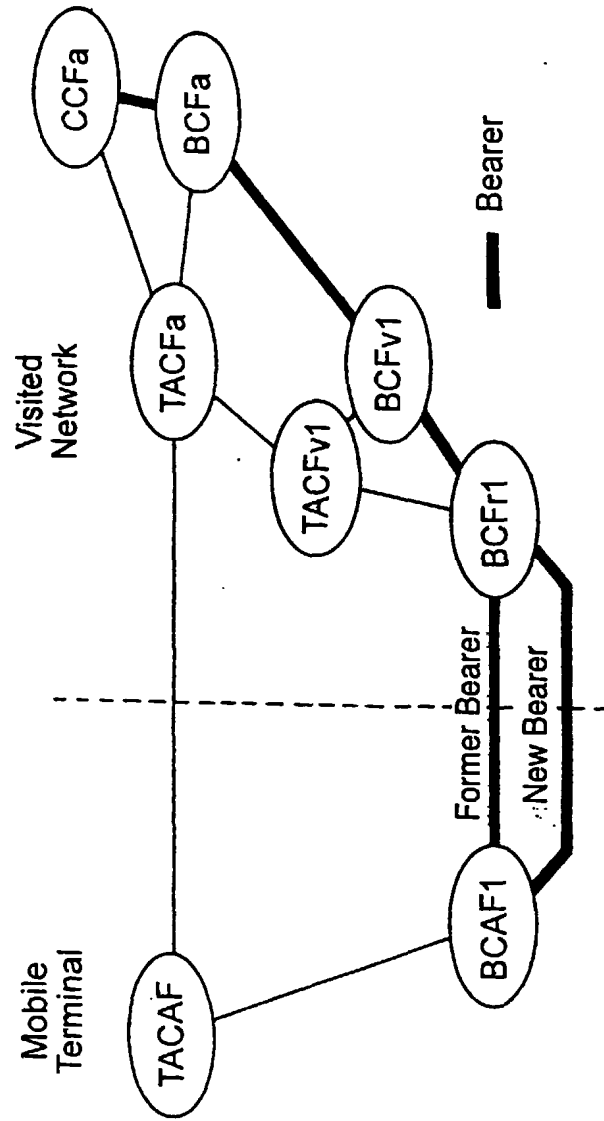 Mobile
Terminal
Visited
Network
TACAF
TACFa
CCFa
BCFa
TACFv1
BCFv1
BCAF1
Former Bearer
New Bearer
BCFr1
Bearer